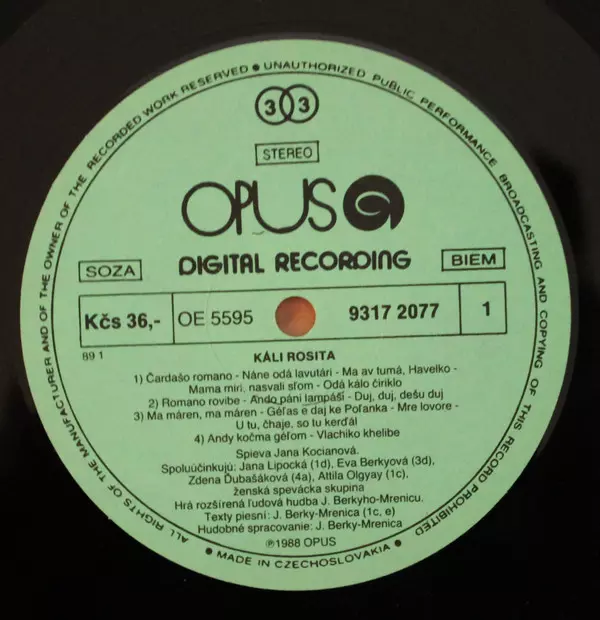 ALL RIGHTS OF THE MANUFACTURER AND OF THE OWNER OF THE RECORDED WORK RESERVED • UNAUTHORIZED PUBLIC PERFORMANCE BROADCASTING AND COPYING OF THIS RECORD PROHIBITED
33
STEREO
OPUS
DIGITAL RECORDING
SOZA
BIEM
Kčs 36,- OE 5595 9317 2077 1
89 1
KÁLI ROSITA
1) Čardašo romano - Náne odá lavutári - Ma av tumá, Havelko -
Mama miri, nasvali sľom - Odá kálo čiriklo
2) Romano rovibe - Ando páni lampáši - Duj, duj, dešu duj
3) Ma máren, ma máren - Géľas e daj ke Poľanka - Mre lovore -
U tu, čhaje, so tu kerďál
4) Andy kočma géľom - Vlachiko khelibe
Spieva Jana Kocianová.
Spoluúčinkujú: Jana Lipocká (1d), Eva Berkyová (3d),
Zdena Ďubašáková (4a), Attila Olgyay (1c),
ženská spevácka skupina
Hrá rozšírená ľudová hudba J. Berkyho-Mrenicu.
Texty piesní: J. Berky-Mrenica (1c, e)
Hudobné spracovanie: J. Berky-Mrenica
℗1988 OPUS
• MADE IN CZECHOSLOVAKIA •